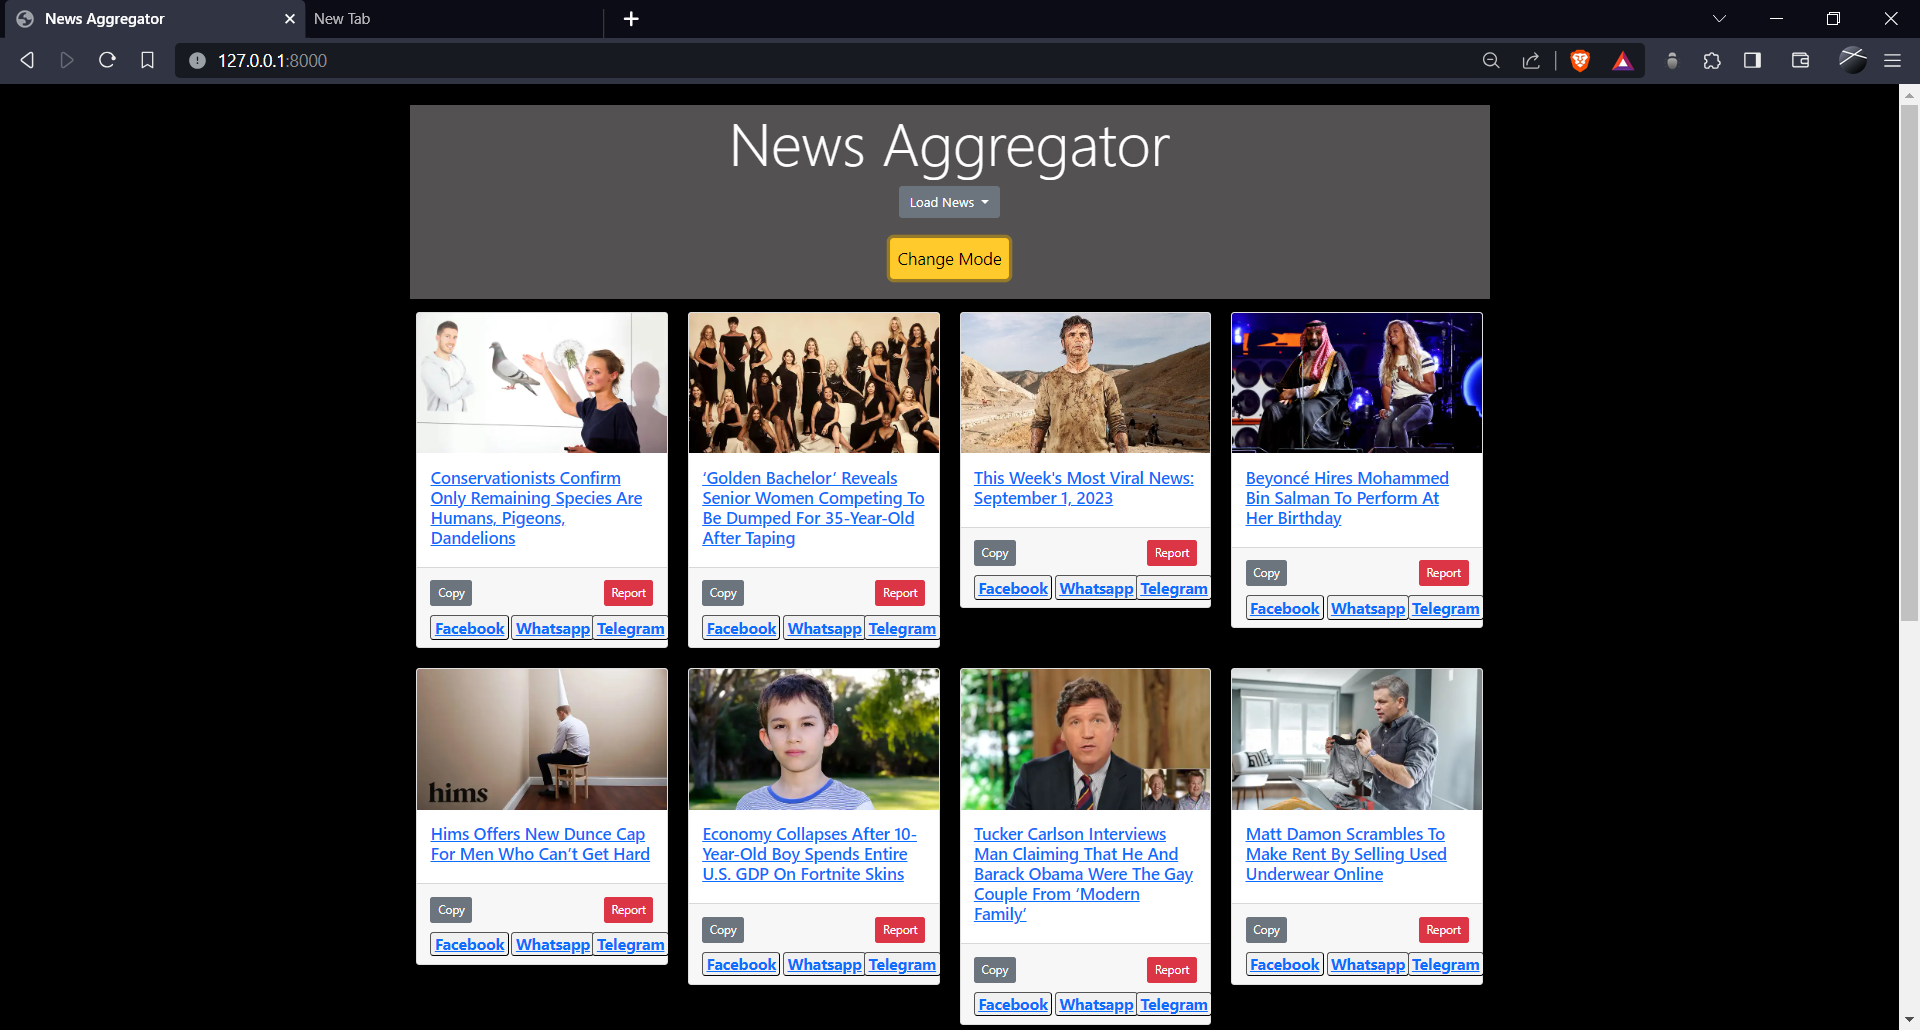 News Aggregator
New Tab
127.0.0.1:8000
News Aggregator
Load News
Change Mode
Conservationists Confirm
Only Remaining Species Are
Humans, Pigeons,
Dandelions
Copy
Report
Facebook Whatsapp Telegram
‘Golden Bachelor’ Reveals
Senior Women Competing To
Be Dumped For 35-Year-Old
After Taping
Copy
Report
Facebook Whatsapp Telegram
This Week's Most Viral News:
September 1, 2023
Copy
Report
Facebook Whatsapp Telegram
Beyoncé Hires Mohammed
Bin Salman To Perform At
Her Birthday
Copy
Report
Facebook Whatsapp Telegram
hims
Hims Offers New Dunce Cap
For Men Who Can’t Get Hard
Copy
Report
Facebook Whatsapp Telegram
Economy Collapses After 10-
Year-Old Boy Spends Entire
U.S. GDP On Fortnite Skins
Copy
Report
Facebook Whatsapp Telegram
Tucker Carlson Interviews
Man Claiming That He And
Barack Obama Were The Gay
Couple From ‘Modern
Family’
Copy
Report
Facebook Whatsapp Telegram
Matt Damon Scrambles To
Make Rent By Selling Used
Underwear Online
Copy
Report
Facebook Whatsapp Telegram